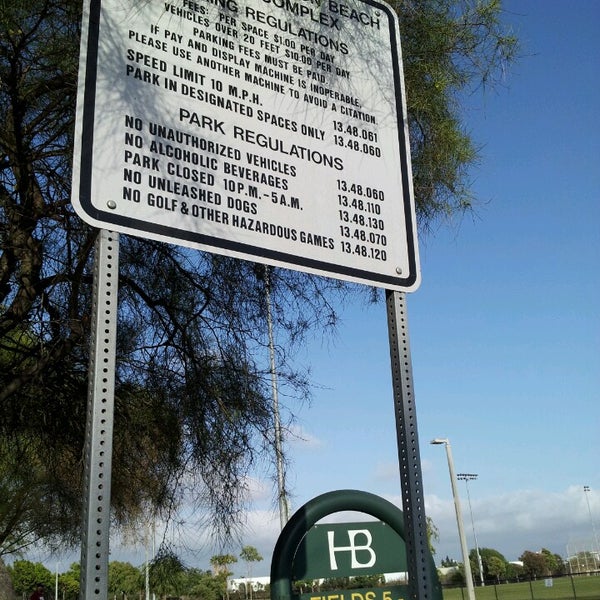 BEACH
COMPLEX
REGULATIONS
FEES: PER SPACE $1.00 PER DAY
VEHICLES OVER 20 FEET $10.00 PER DAY
PARKING FEES MUST BE PAID.
IF PAY AND DISPLAY MACHINE IS INOPERABLE,
PLEASE USE ANOTHER MACHINE TO AVOID A CITATION.
SPEED LIMIT 10 M.P.H. 13.48.061
PARK IN DESIGNATED SPACES ONLY 13.48.060
PARK REGULATIONS
NO UNAUTHORIZED VEHICLES 13.48.060
NO ALCOHOLIC BEVERAGES 13.48.110
PARK CLOSED 10 P.M.-5 A.M. 13.48.130
NO UNLEASHED DOGS 13.48.070
NO GOLF & OTHER HAZARDOUS GAMES 13.48.120
HB
FIELDS 5